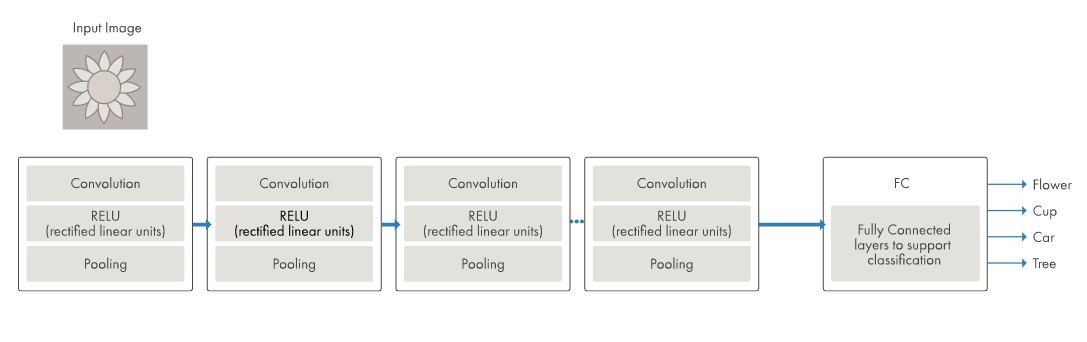 Input Image
Convolution
RELU
(rectified linear units)
Pooling
Convolution
RELU
(rectified linear units)
Pooling
Convolution
RELU
(rectified linear units)
Pooling
Convolution
RELU
(rectified linear units)
Pooling
FC
Fully Connected
layers to support
classification
Flower
Cup
Car
Tree